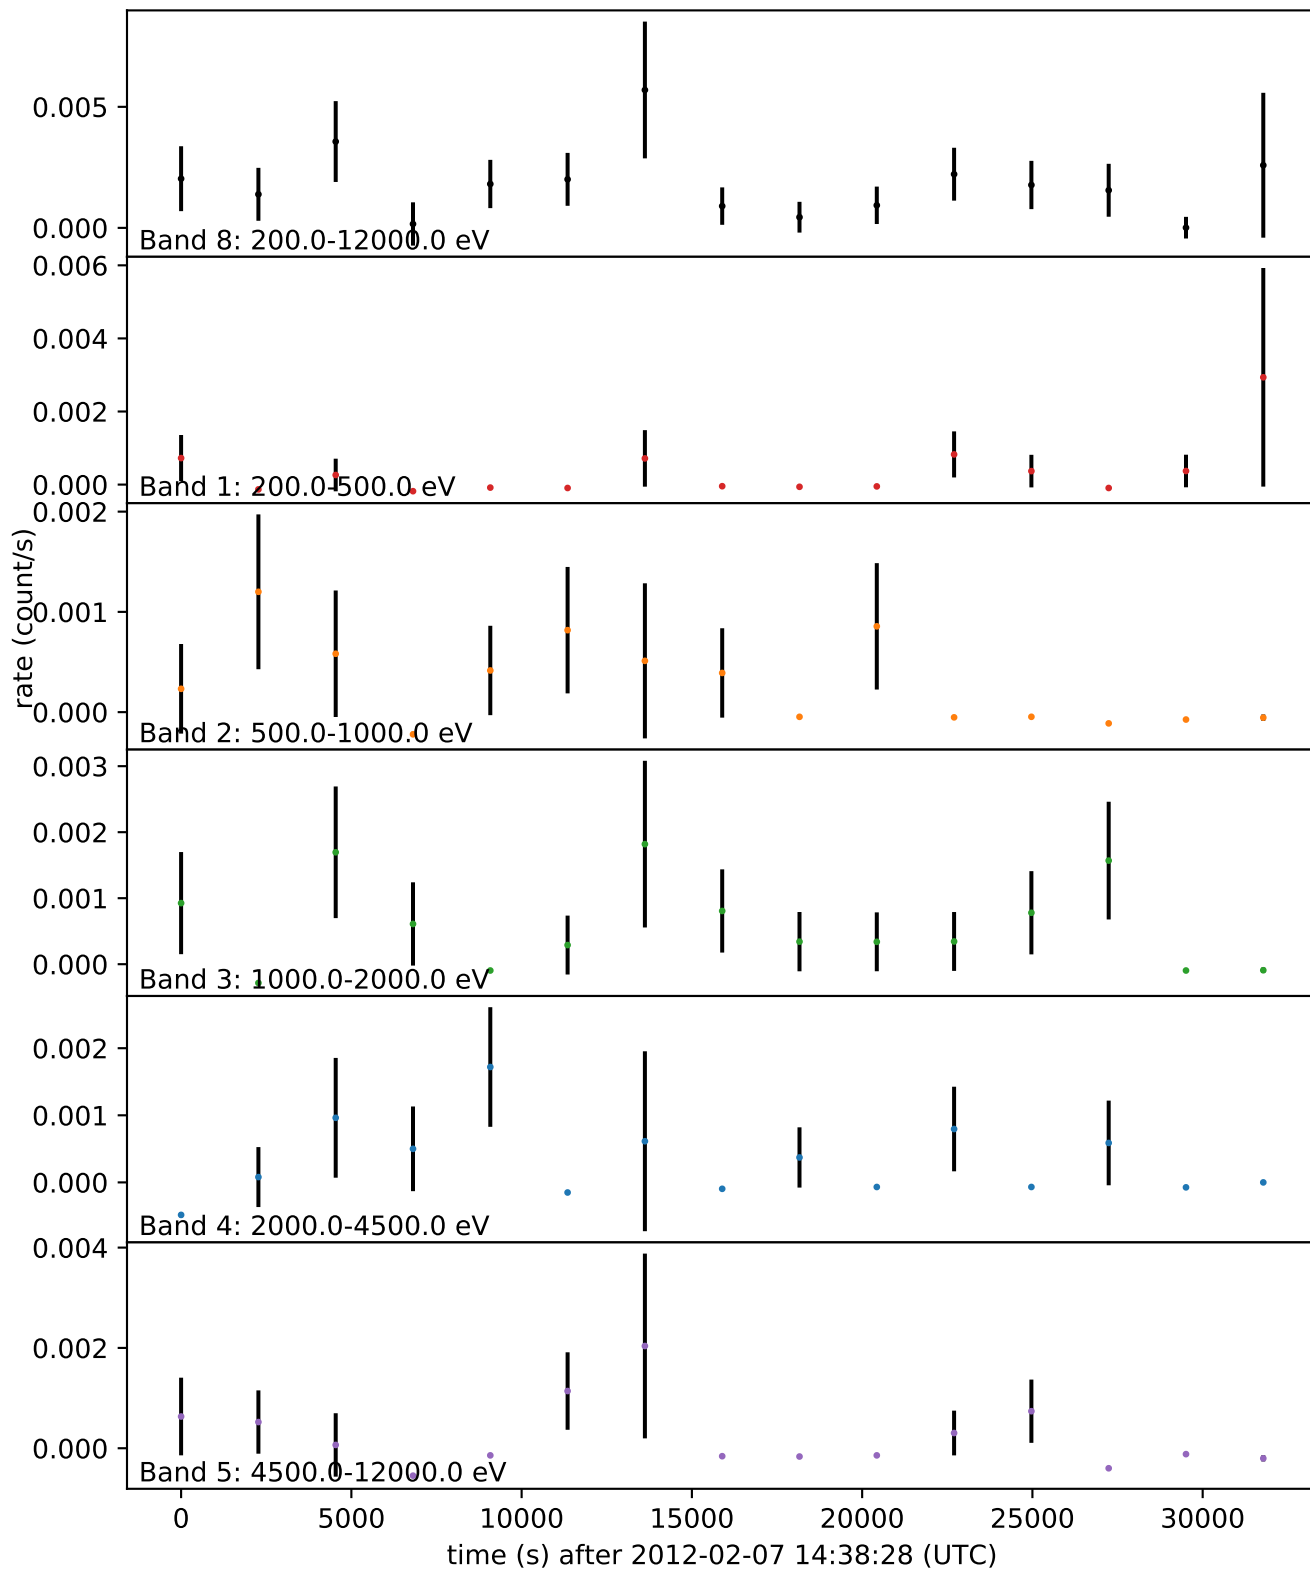 0.005
0.000
Band 8: 200.0-12000.0 eV
0.006
0.004
0.002
0.000
Band 1: 200.0-500.0 eV
0.002
0.001
0.000
Band 2: 500.0-1000.0 eV
rate (count/s)
0.003
0.002
0.001
0.000
Band 3: 1000.0-2000.0 eV
0.002
0.001
0.000
Band 4: 2000.0-4500.0 eV
0.004
0.002
0.000
Band 5: 4500.0-12000.0 eV
0 5000 10000 15000 20000 25000 30000
time (s) after 2012-02-07 14:38:28 (UTC)